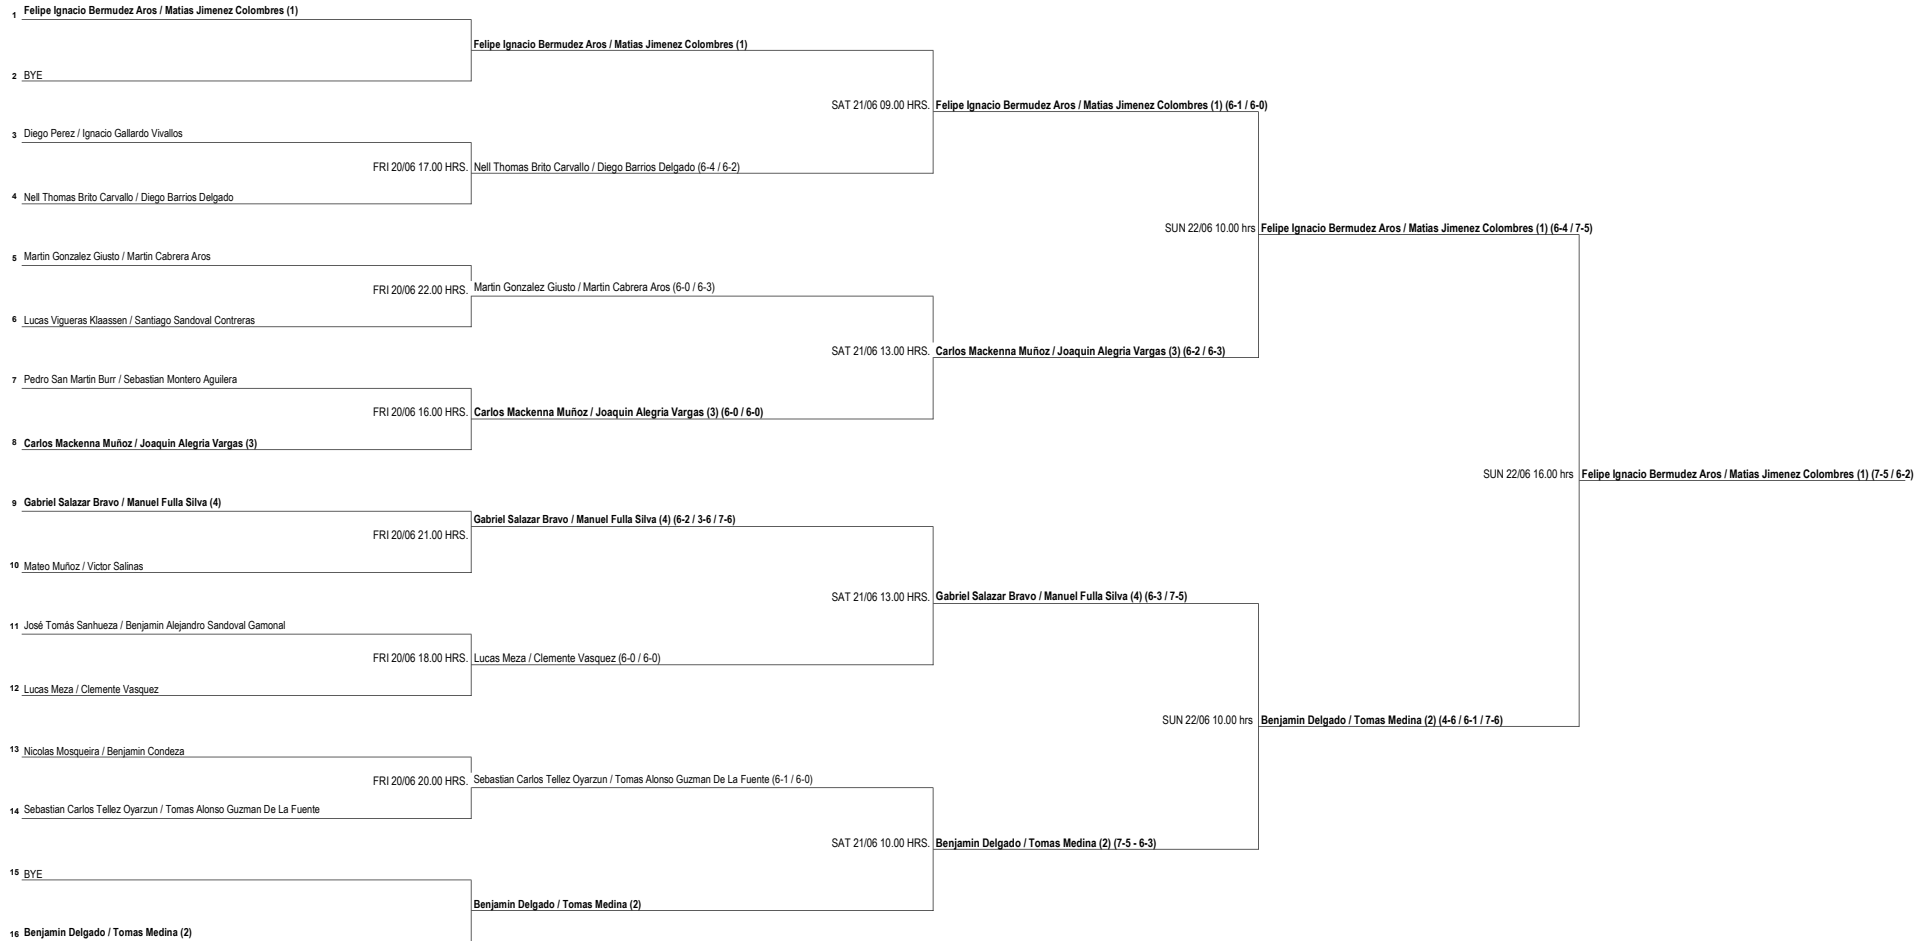 1 Felipe Ignacio Bermudez Aros / Matias Jimenez Colombres (1)
Felipe Ignacio Bermudez Aros / Matias Jimenez Colombres (1)
2 BYE
SAT 21/06 09.00 HRS. Felipe Ignacio Bermudez Aros / Matias Jimenez Colombres (1) (6-1 / 6-0)
3 Diego Perez / Ignacio Gallardo Vivallos
FRI 20/06 17.00 HRS. Nell Thomas Brito Carvallo / Diego Barrios Delgado (6-4 / 6-2)
4 Nell Thomas Brito Carvallo / Diego Barrios Delgado
SUN 22/06 10.00 hrs Felipe Ignacio Bermudez Aros / Matias Jimenez Colombres (1) (6-4 / 7-5)
5 Martin Gonzalez Giusto / Martin Cabrera Aros
FRI 20/06 22.00 HRS. Martin Gonzalez Giusto / Martin Cabrera Aros (6-0 / 6-3)
6 Lucas Vigueras Klaassen / Santiago Sandoval Contreras
SAT 21/06 13.00 HRS. Carlos Mackenna Muñoz / Joaquin Alegria Vargas (3) (6-2 / 6-3)
7 Pedro San Martin Burr / Sebastian Montero Aguilera
FRI 20/06 16.00 HRS. Carlos Mackenna Muñoz / Joaquin Alegria Vargas (3) (6-0 / 6-0)
8 Carlos Mackenna Muñoz / Joaquin Alegria Vargas (3)
SUN 22/06 16.00 hrs Felipe Ignacio Bermudez Aros / Matias Jimenez Colombres (1) (7-5 / 6-2)
9 Gabriel Salazar Bravo / Manuel Fulla Silva (4)
Gabriel Salazar Bravo / Manuel Fulla Silva (4) (6-2 / 3-6 / 7-6)
FRI 20/06 21.00 HRS.
10 Mateo Muñoz / Victor Salinas
SAT 21/06 13.00 HRS. Gabriel Salazar Bravo / Manuel Fulla Silva (4) (6-3 / 7-5)
11 José Tomás Sanhueza / Benjamin Alejandro Sandoval Gamonal
FRI 20/06 18.00 HRS. Lucas Meza / Clemente Vasquez (6-0 / 6-0)
12 Lucas Meza / Clemente Vasquez
SUN 22/06 10.00 hrs Benjamin Delgado / Tomas Medina (2) (4-6 / 6-1 / 7-6)
13 Nicolas Mosqueira / Benjamin Condeza
FRI 20/06 20.00 HRS. Sebastian Carlos Tellez Oyarzun / Tomas Alonso Guzman De La Fuente (6-1 / 6-0)
14 Sebastian Carlos Tellez Oyarzun / Tomas Alonso Guzman De La Fuente
SAT 21/06 10.00 HRS. Benjamin Delgado / Tomas Medina (2) (7-5 - 6-3)
15 BYE
Benjamin Delgado / Tomas Medina (2)
16 Benjamin Delgado / Tomas Medina (2)